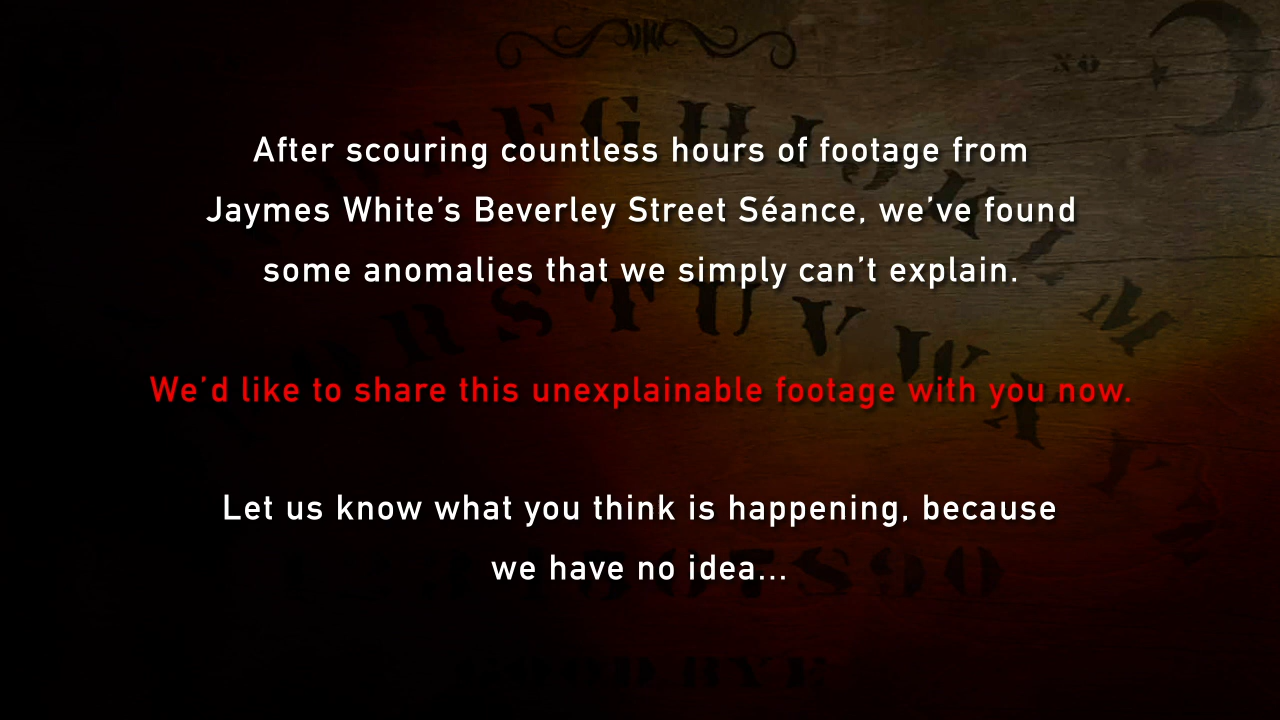 After scouring countless hours of footage from
Jaymes White’s Beverley Street Séance, we’ve found
some anomalies that we simply can’t explain.
We’d like to share this unexplainable footage with you now.
Let us know what you think is happening, because
we have no idea...